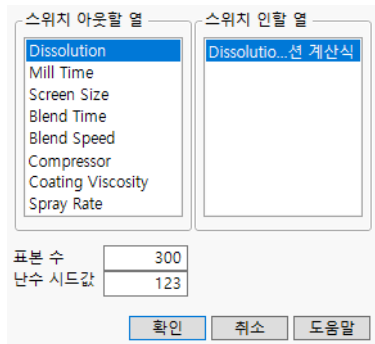 스위치 아웃할 열
스위치 인할 열
Dissolution
Mill Time
Screen Size
Blend Time
Blend Speed
Compressor
Coating Viscosity
Spray Rate
Dissolutio...션 계산식
표본 수 300
난수 시드값 123
확인 취소 도움말